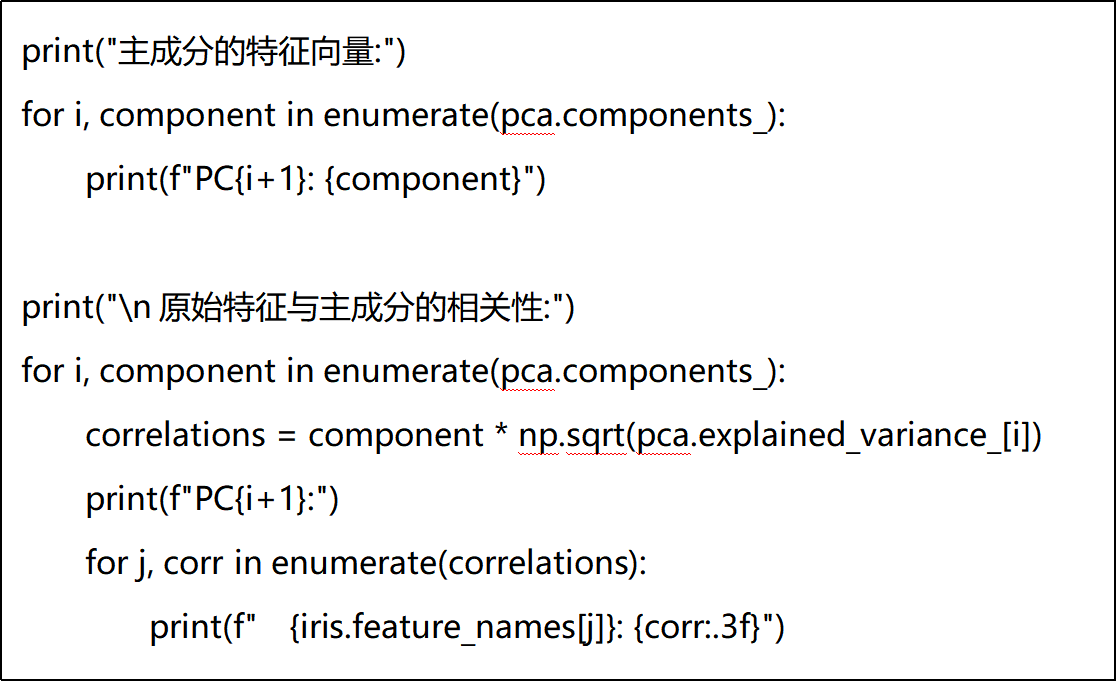 print("主成分的特征向量:")
for i, component in enumerate(pca.components_):
    print(f"PC{i+1}: {component}")

print("\n 原始特征与主成分的相关性:")
for i, component in enumerate(pca.components_):
    correlations = component * np.sqrt(pca.explained_variance_[i])
    print(f"PC{i+1}:")
    for j, corr in enumerate(correlations):
        print(f"    {iris.feature_names[j]}: {corr:.3f}")